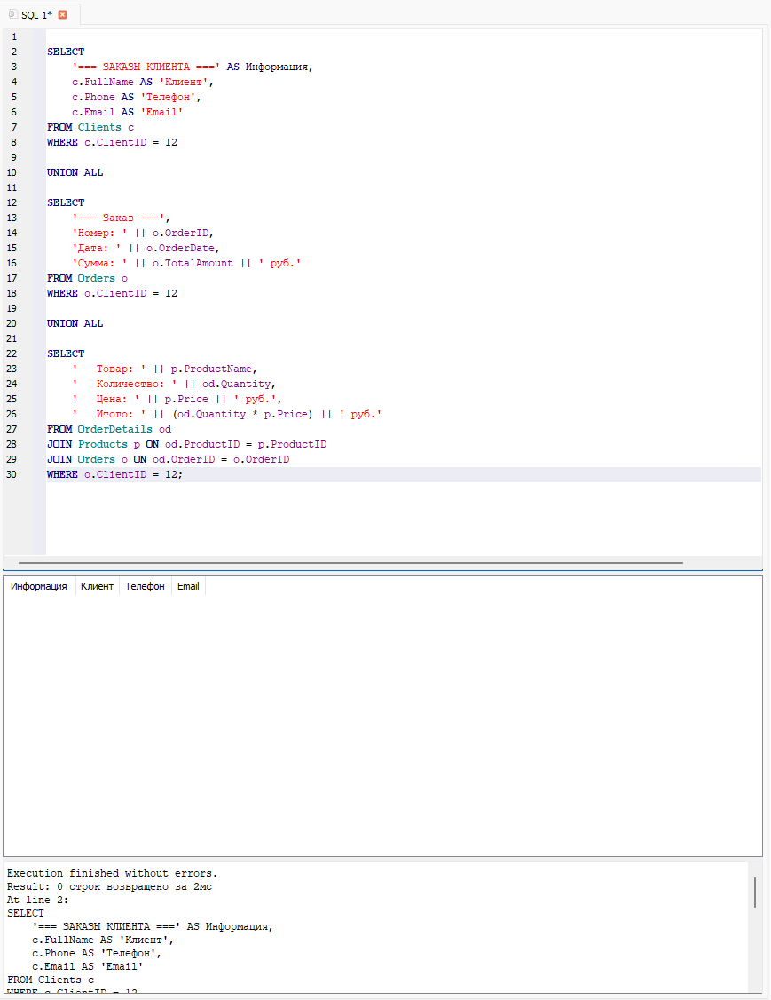 SQL 1*
1
2 SELECT
3 '=== ЗАКАЗЫ КЛИЕНТА ===' AS Информация,
4 c.FullName AS 'Клиент',
5 c.Phone AS 'Телефон',
6 c.Email AS 'Email'
7 FROM Clients c
8 WHERE c.ClientID = 12
9
10 UNION ALL
11
12 SELECT
13 '--- Заказ ---',
14 'Номер: ' || o.OrderID,
15 'Дата: ' || o.OrderDate,
16 'Сумма: ' || o.TotalAmount || ' руб.'
17 FROM Orders o
18 WHERE o.ClientID = 12
19
20 UNION ALL
21
22 SELECT
23 '   Товар: ' || p.ProductName,
24 '   Количество: ' || od.Quantity,
25 '   Цена: ' || p.Price || ' руб.',
26 '   Итого: ' || (od.Quantity * p.Price) || ' руб.'
27 FROM OrderDetails od
28 JOIN Products p ON od.ProductID = p.ProductID
29 JOIN Orders o ON od.OrderID = o.OrderID
30 WHERE o.ClientID = 12;
Информация Клиент Телефон Email
Execution finished without errors.
Result: 0 строк возвращено за 2мс
At line 2:
SELECT
'=== ЗАКАЗЫ КЛИЕНТА ===' AS Информация,
c.FullName AS 'Клиент',
c.Phone AS 'Телефон',
c.Email AS 'Email'
FROM Clients c
WHERE c.ClientID = 12